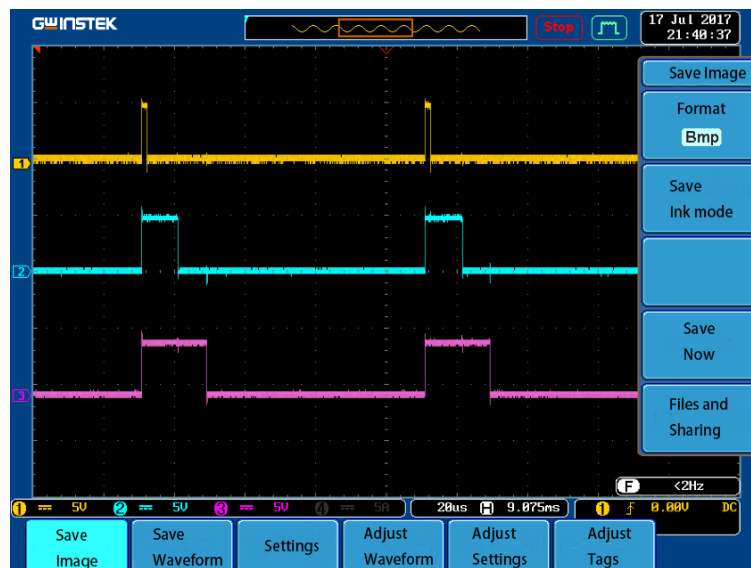 GWINSTEK
Stop
17 Jul 2017
21:40:37
Save Image
Format
Bmp
Save
Ink mode
Save
Now
Files and
Sharing
1
2
3
F <2Hz
1 5V 2 5V 3 5V 4 5A 20us H 9.075ms 1 0.00V DC
Save
Image
Save
Waveform
Settings
Adjust
Waveform
Adjust
Settings
Adjust
Tags